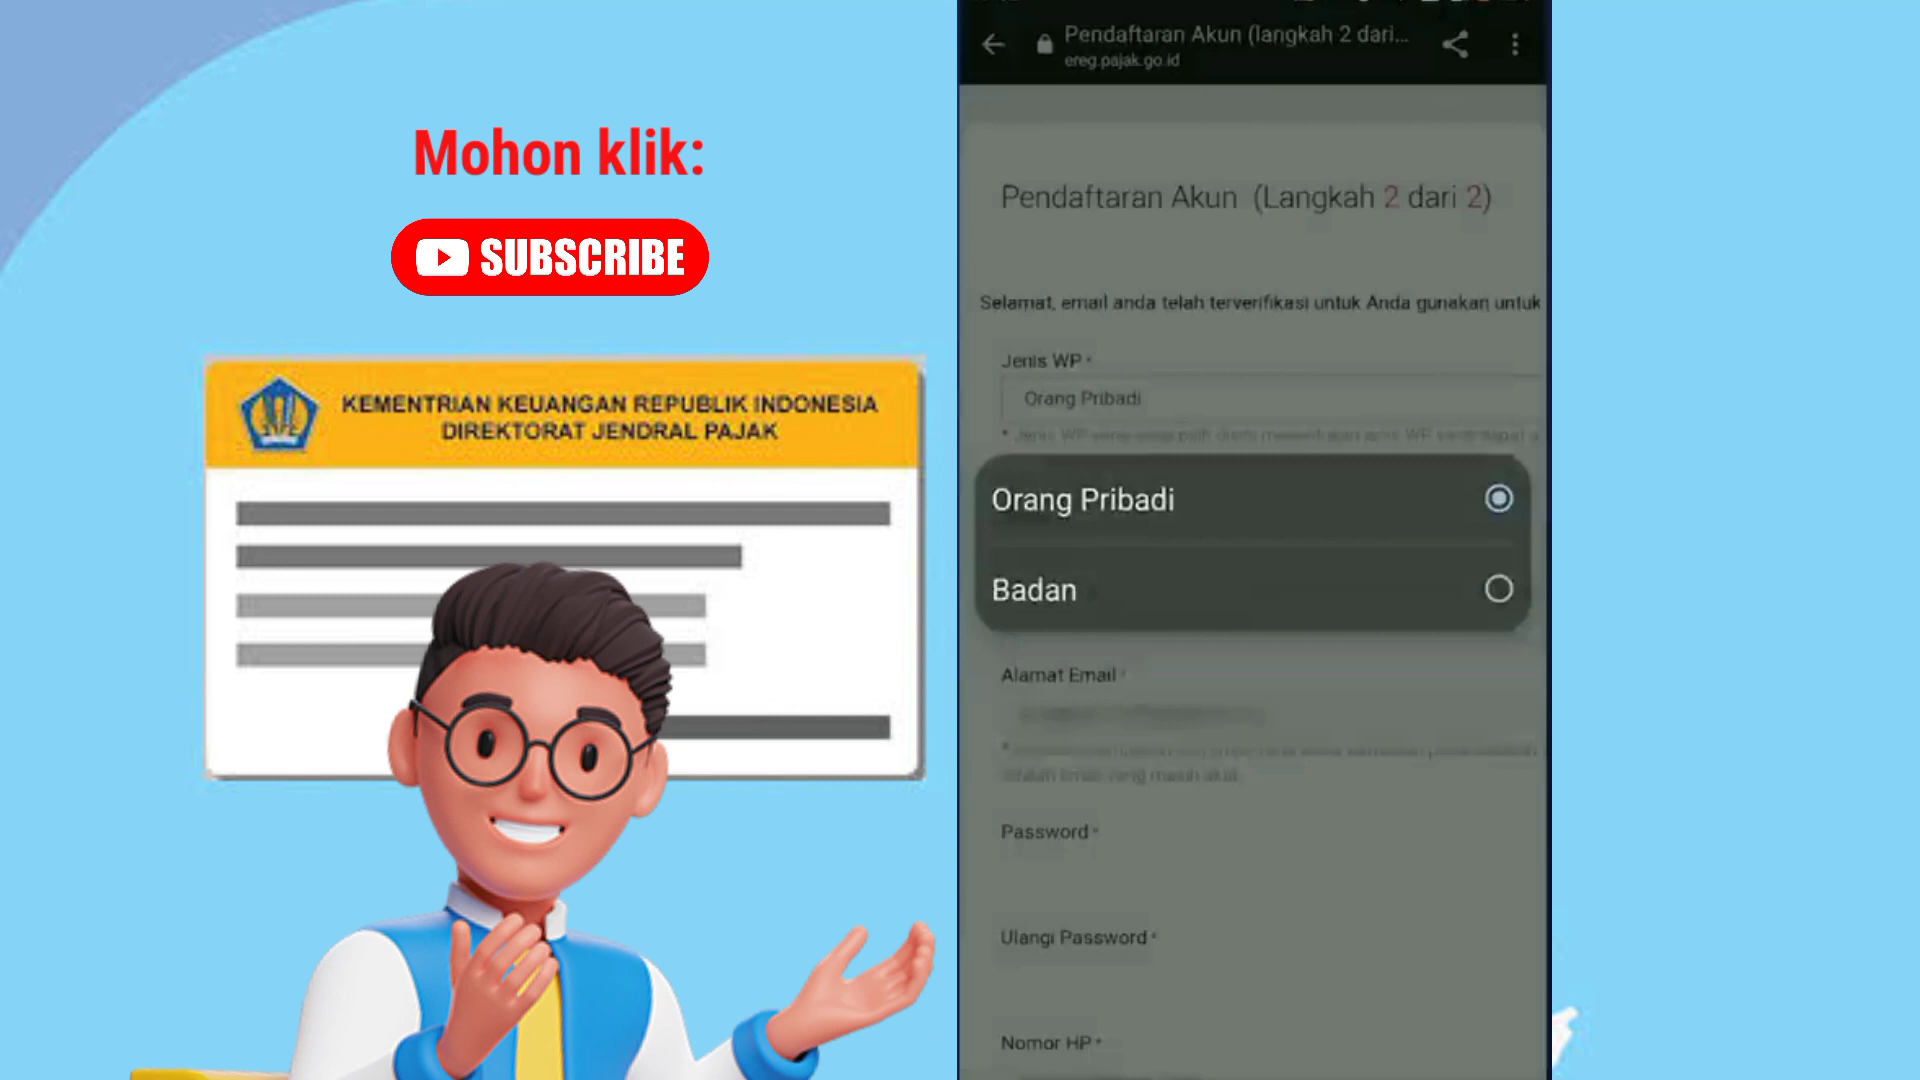 Mohon klik:
SUBSCRIBE
KEMENTRIAN KEUANGAN REPUBLIK INDONESIA
DIREKTORAT JENDRAL PAJAK
Pendaftaran Akun (langkah 2 dari...
ereg.pajak.go.id
Pendaftaran Akun (Langkah 2 dari 2)
Selamat, email anda telah terverifikasi untuk Anda gunakan untuk
Jenis WP *
Orang Pribadi
Orang Pribadi
Badan
Alamat Email *
Password *
Ulangi Password *
Nomor HP *